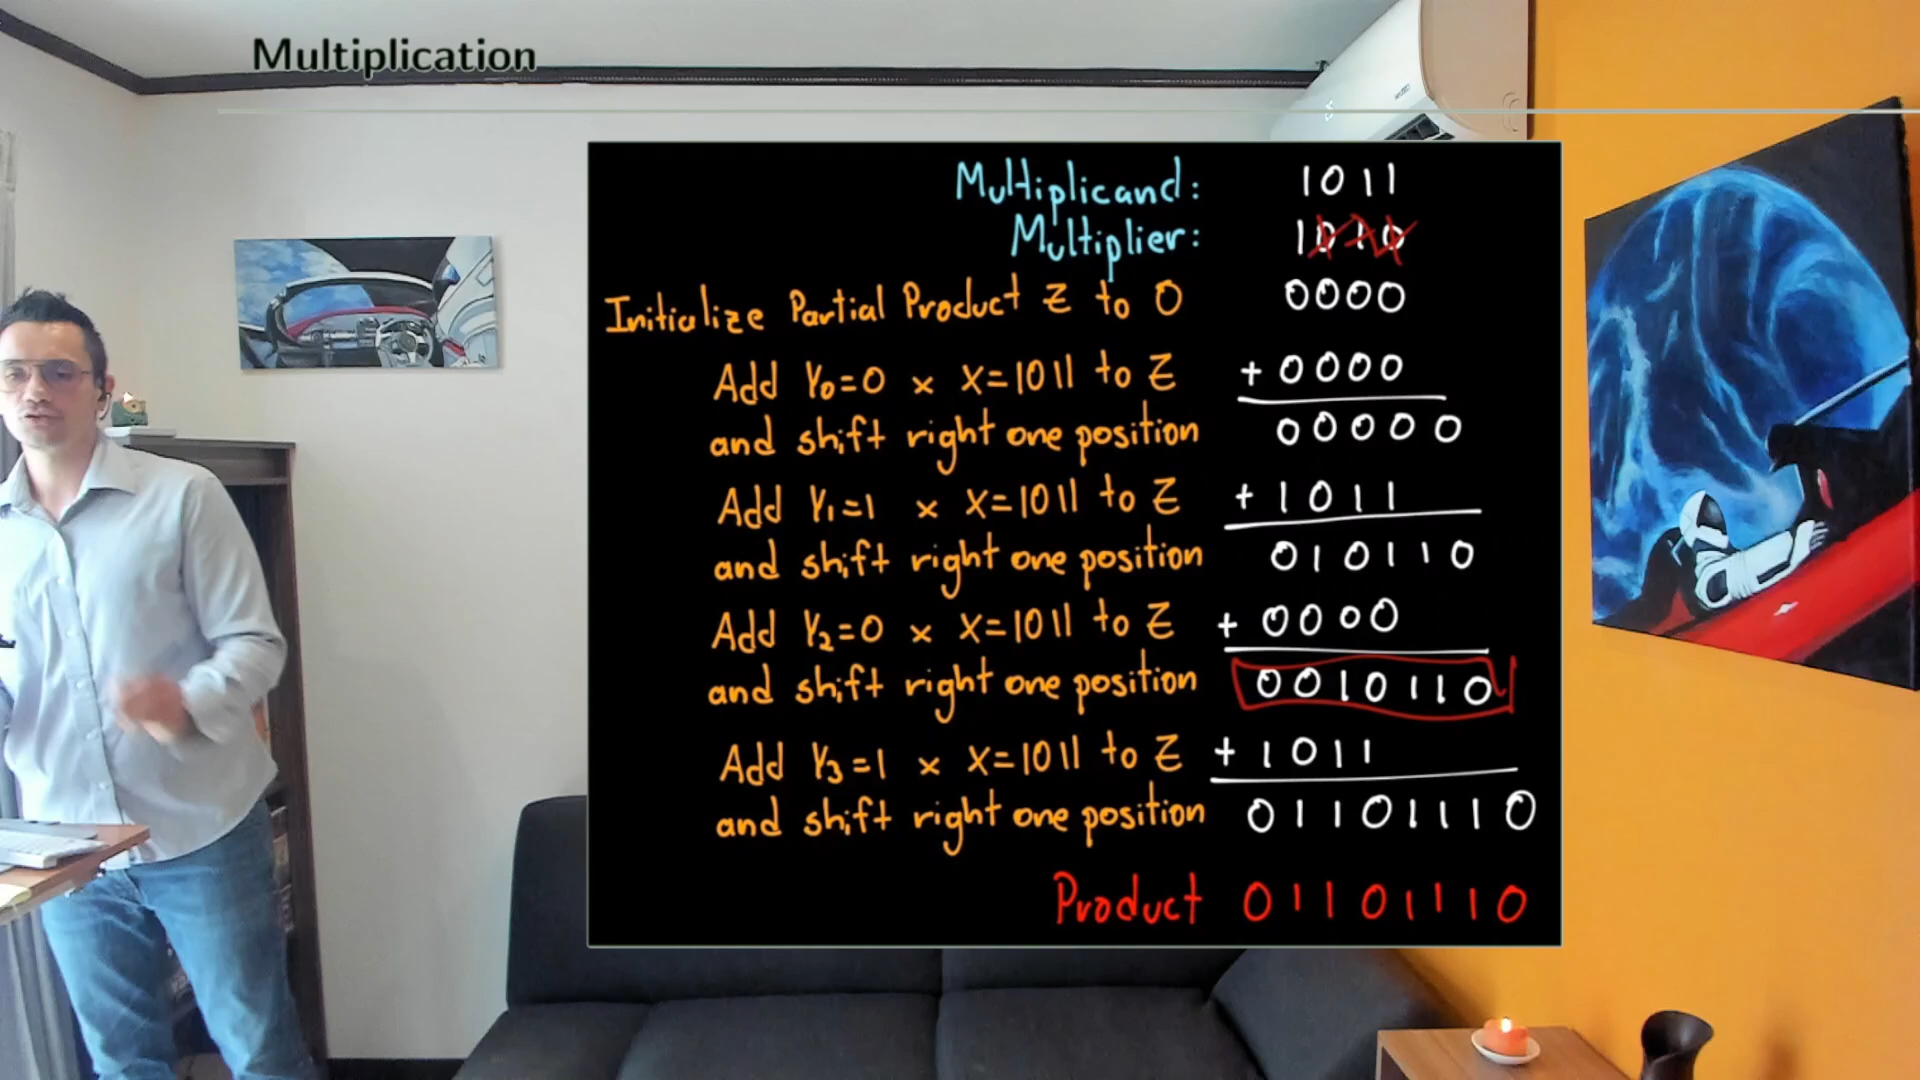 Multiplication
Multiplicand: 1011
Multiplier: 1010
Initialize Partial Product Z to 0 0000
Add Y0=0 × X=1011 to Z + 0000
and shift right one position 00000
Add Y1=1 × X=1011 to Z + 1011
and shift right one position 010110
Add Y2=0 × X=1011 to Z + 0000
and shift right one position 0010110
Add Y3=1 × X=1011 to Z + 1011
and shift right one position 01101110
Product 01101110